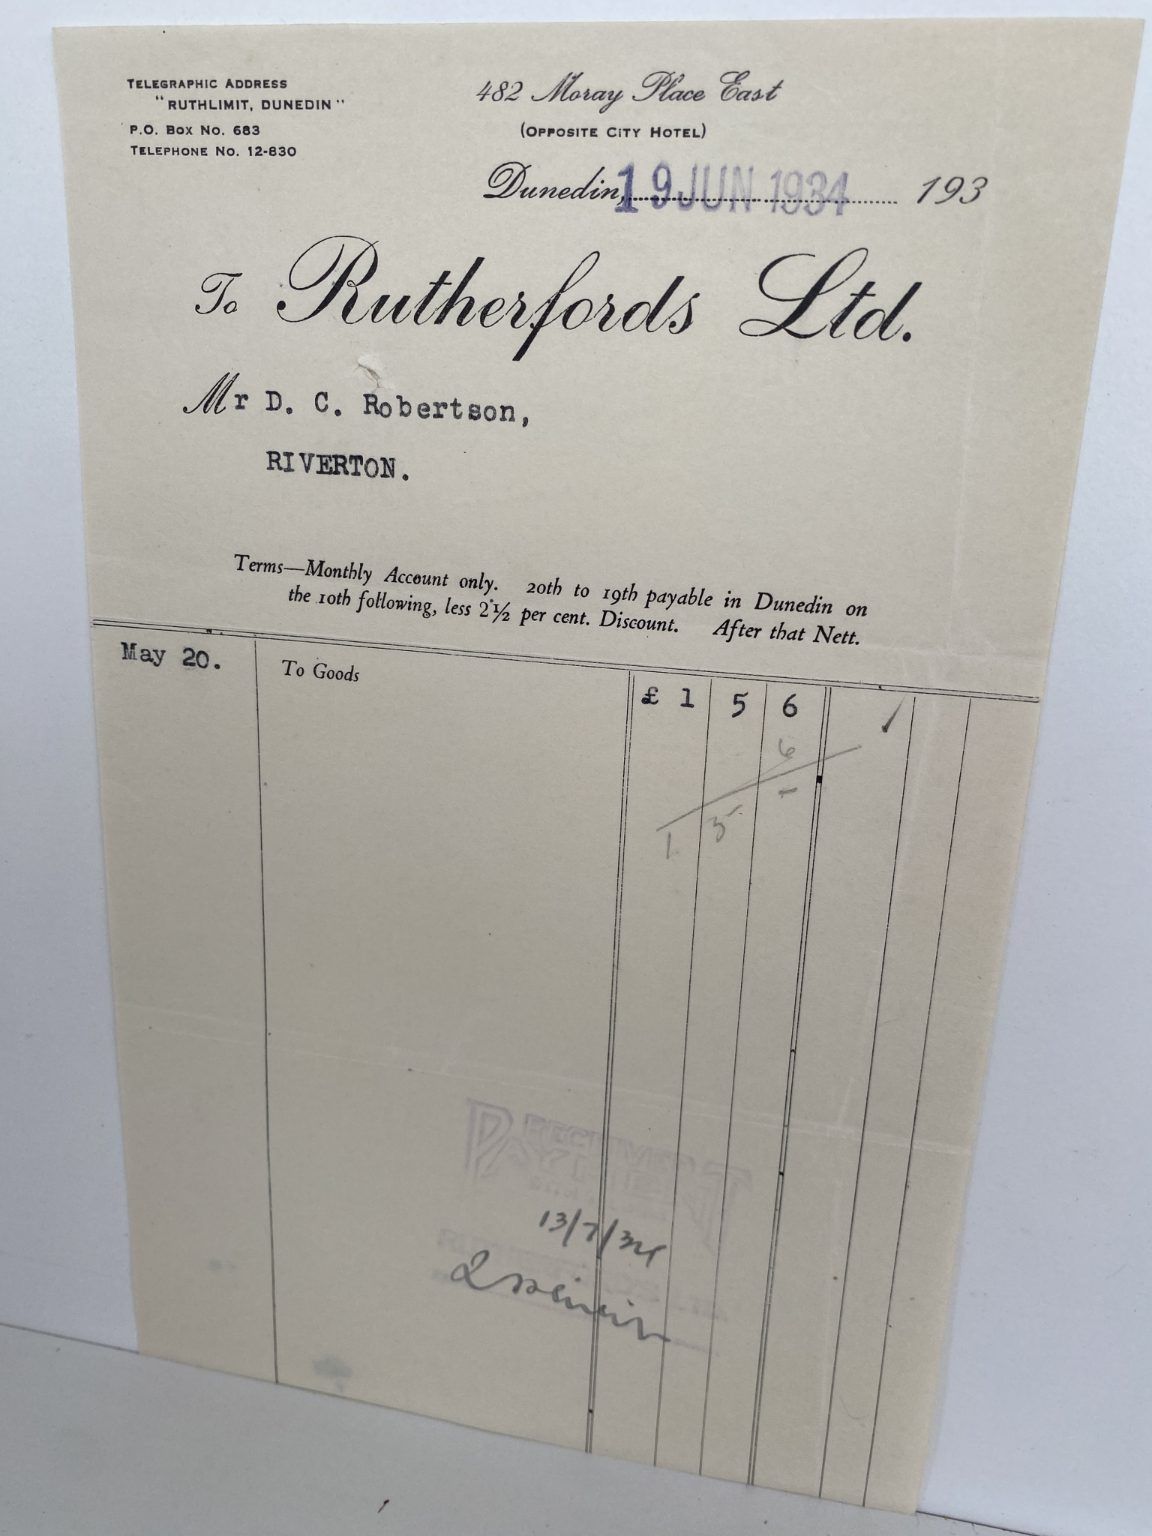 TELEGRAPHIC ADDRESS
"RUTHLIMIT, DUNEDIN"
P.O. BOX NO. 683
TELEPHONE NO. 12-830
482 Moray Place East
(OPPOSITE CITY HOTEL)
Dunedin, 19 JUN 1934 193
To Rutherfords Ltd.
Mr D. C. Robertson,
RIVERTON.
Terms—Monthly Account only. 20th to 19th payable in Dunedin on
the 10th following, less 2½ per cent. Discount. After that Nett.
May 20. To Goods £ 1 5 6
6
1 5 -
RECEIVED
PAYMENT
13/7/34